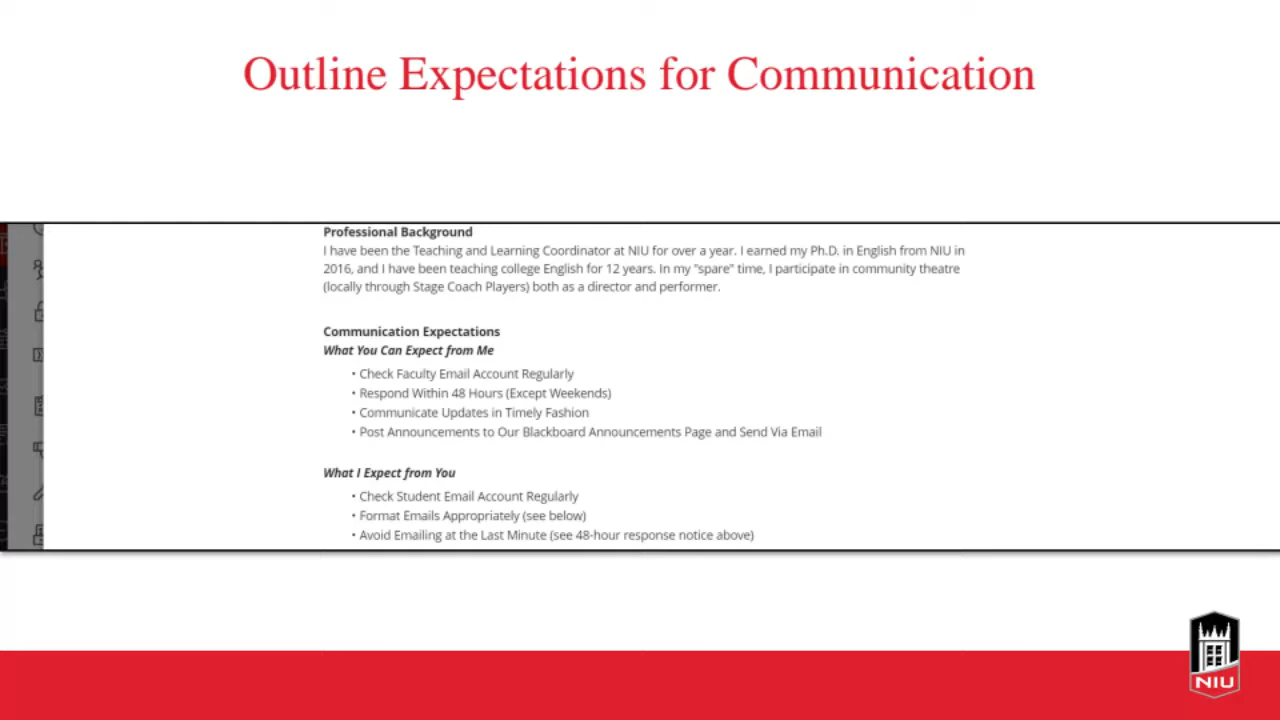 Outline Expectations for Communication
Professional Background
I have been the Teaching and Learning Coordinator at NIU for over a year. I earned my Ph.D. in English from NIU in
2016, and I have been teaching college English for 12 years. In my "spare" time, I participate in community theatre
(locally through Stage Coach Players) both as a director and performer.
Communication Expectations
What You Can Expect from Me
• Check Faculty Email Account Regularly
• Respond Within 48 Hours (Except Weekends)
• Communicate Updates in Timely Fashion
• Post Announcements to Our Blackboard Announcements Page and Send Via Email
What I Expect from You
• Check Student Email Account Regularly
• Format Emails Appropriately (see below)
• Avoid Emailing at the Last Minute (see 48-hour response notice above)
NIU